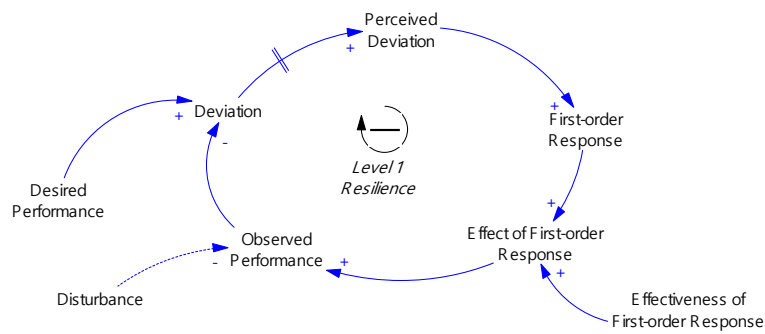 Perceived
Deviation
+
+
Deviation
+
-
First-order
Response
Level 1
Resilience
Desired
Performance
+
Effect of First-order
Response
Observed
Performance
+
-
+
Disturbance
Effectiveness of
First-order Response